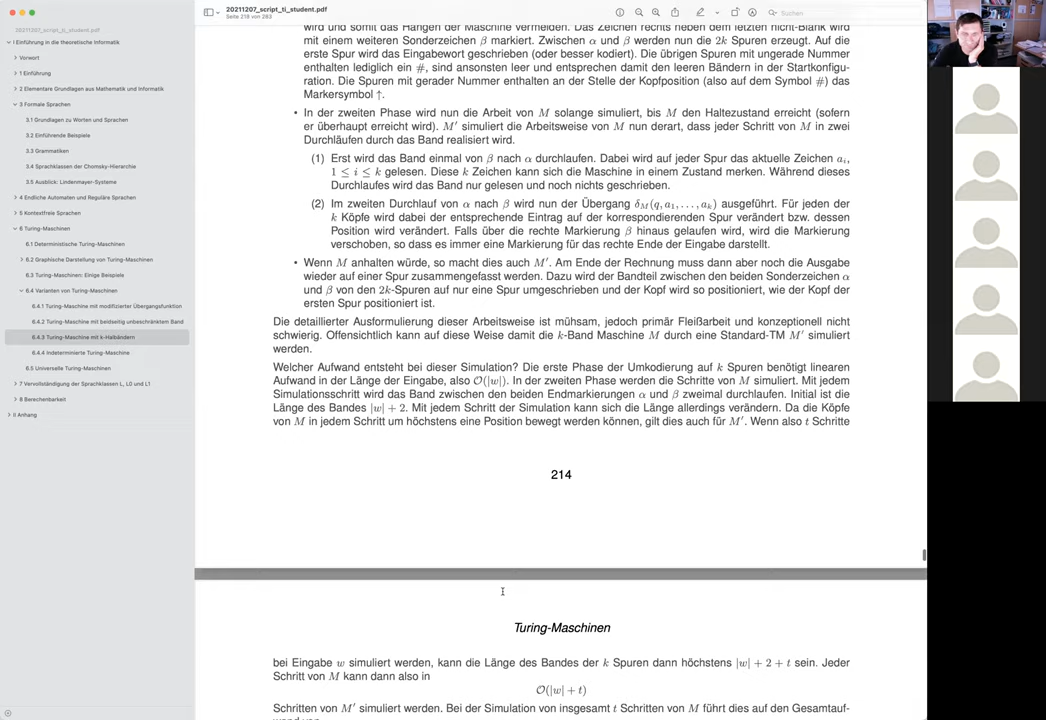 20211207_script_ti_student.pdf
Seite 218 von 283
Suchen
20211207_script_ti_student.pdf
I Einführung in die theoretische Informatik
Vorwort
1 Einführung
2 Elementare Grundlagen aus Mathematik und Informatik
3 Formale Sprachen
3.1 Grundlagen zu Worten und Sprachen
3.2 Einführende Beispiele
3.3 Grammatiken
3.4 Sprachklassen der Chomsky-Hierarchie
3.5 Ausblick: Lindenmayer-Systeme
4 Endliche Automaten und Reguläre Sprachen
5 Kontextfreie Sprachen
6 Turing-Maschinen
6.1 Deterministische Turing-Maschinen
6.2 Graphische Darstellung von Turing-Maschinen
6.3 Turing-Maschinen: Einige Beispiele
6.4 Varianten von Turing-Maschinen
6.4.1 Turing-Maschine mit modifizierter Übergangsfunktion
6.4.2 Turing-Maschine mit beidseitig unbeschränktem Band
6.4.3 Turing-Maschine mit k-Halbändern
6.4.4 Indeterminierte Turing-Maschine
6.5 Universelle Turing-Maschinen
7 Vervollständigung der Sprachklassen L, L0 und L1
8 Berechenbarkeit
II Anhang
wird und somit das Hängen der Maschine vermeiden. Das Zeichen rechts neben dem letzten nicht-Blank wird
mit einem weiteren Sonderzeichen β markiert. Zwischen α und β werden nun die 2k Spuren erzeugt. Auf die
erste Spur wird das Eingabewort geschrieben (oder besser kodiert). Die übrigen Spuren mit ungerade Nummer
enthalten lediglich ein #, sind ansonsten leer und entsprechen damit den leeren Bändern in der Startkonfigu-
ration. Die Spuren mit gerader Nummer enthalten an der Stelle der Kopfposition (also auf dem Symbol #) das
Markersymbol ↑.
• In der zweiten Phase wird nun die Arbeit von M solange simuliert, bis M den Haltezustand erreicht (sofern
er überhaupt erreicht wird). M′ simuliert die Arbeitsweise von M nun derart, dass jeder Schritt von M in zwei
Durchläufen durch das Band realisiert wird.
(1) Erst wird das Band einmal von β nach α durchlaufen. Dabei wird auf jeder Spur das aktuelle Zeichen aᵢ,
1 ≤ i ≤ k gelesen. Diese k Zeichen kann sich die Maschine in einem Zustand merken. Während dieses
Durchlaufes wird das Band nur gelesen und noch nichts geschrieben.
(2) Im zweiten Durchlauf von α nach β wird nun der Übergang δ_M(q, a₁, . . . , aₖ) ausgeführt. Für jeden der
k Köpfe wird dabei der entsprechende Eintrag auf der korrespondierenden Spur verändert bzw. dessen
Position wird verändert. Falls über die rechte Markierung β hinaus gelaufen wird, wird die Markierung
verschoben, so dass es immer eine Markierung für das rechte Ende der Eingabe darstellt.
• Wenn M anhalten würde, so macht dies auch M′. Am Ende der Rechnung muss dann aber noch die Ausgabe
wieder auf einer Spur zusammengefasst werden. Dazu wird der Bandteil zwischen den beiden Sonderzeichen α
und β von den 2k-Spuren auf nur eine Spur umgeschrieben und der Kopf wird so positioniert, wie der Kopf der
ersten Spur positioniert ist.
Die detaillierter Ausformulierung dieser Arbeitsweise ist mühsam, jedoch primär Fleißarbeit und konzeptionell nicht
schwierig. Offensichtlich kann auf diese Weise damit die k-Band Maschine M durch eine Standard-TM M′ simuliert
werden.
Welcher Aufwand entsteht bei dieser Simulation? Die erste Phase der Umkodierung auf k Spuren benötigt linearen
Aufwand in der Länge der Eingabe, also O(|w|). In der zweiten Phase werden die Schritte von M simuliert. Mit jedem
Simulationsschritt wird das Band zwischen den beiden Endmarkierungen α und β zweimal durchlaufen. Initial ist die
Länge des Bandes |w| + 2. Mit jedem Schritt der Simulation kann sich die Länge allerdings verändern. Da die Köpfe
von M in jedem Schritt um höchstens eine Position bewegt werden können, gilt dies auch für M′. Wenn also t Schritte
214
Turing-Maschinen
bei Eingabe w simuliert werden, kann die Länge des Bandes der k Spuren dann höchstens |w| + 2 + t sein. Jeder
Schritt von M kann dann also in
O(|w| + t)
Schritten von M′ simuliert werden. Bei der Simulation von insgesamt t Schritten von M führt dies auf den Gesamtauf-